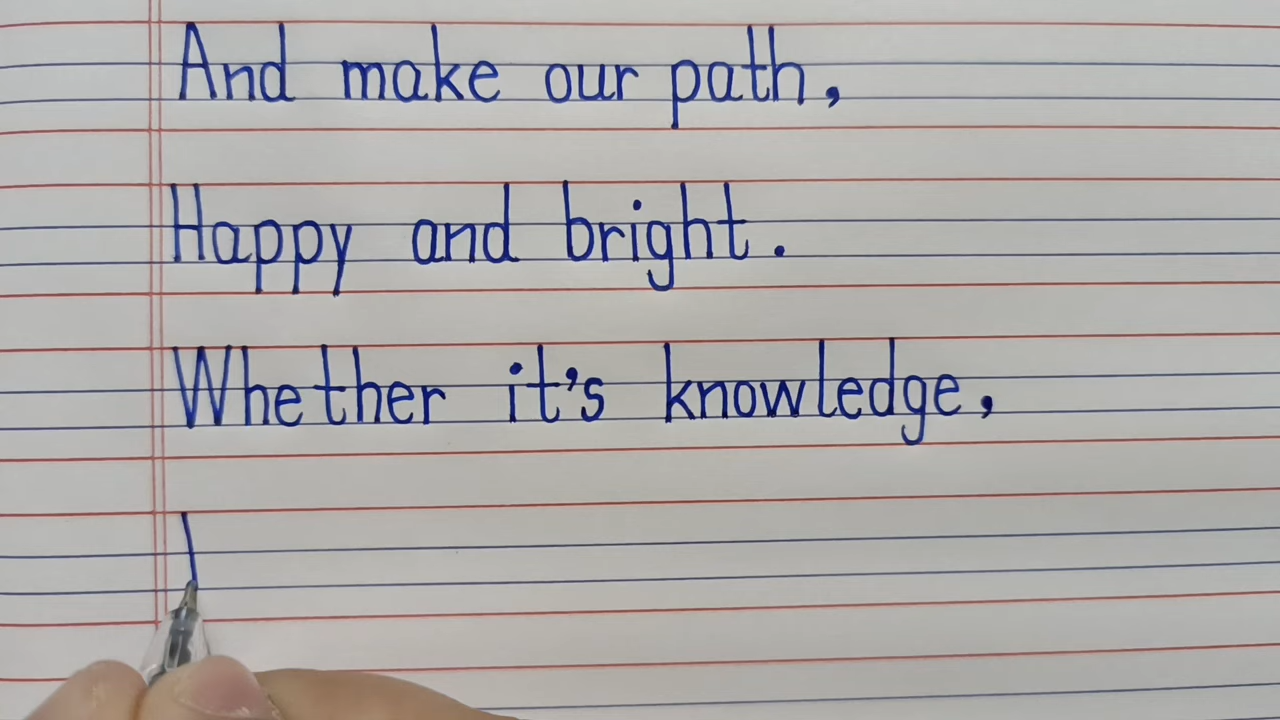 And make our path,
Happy and bright.
Whether it's knowledge,